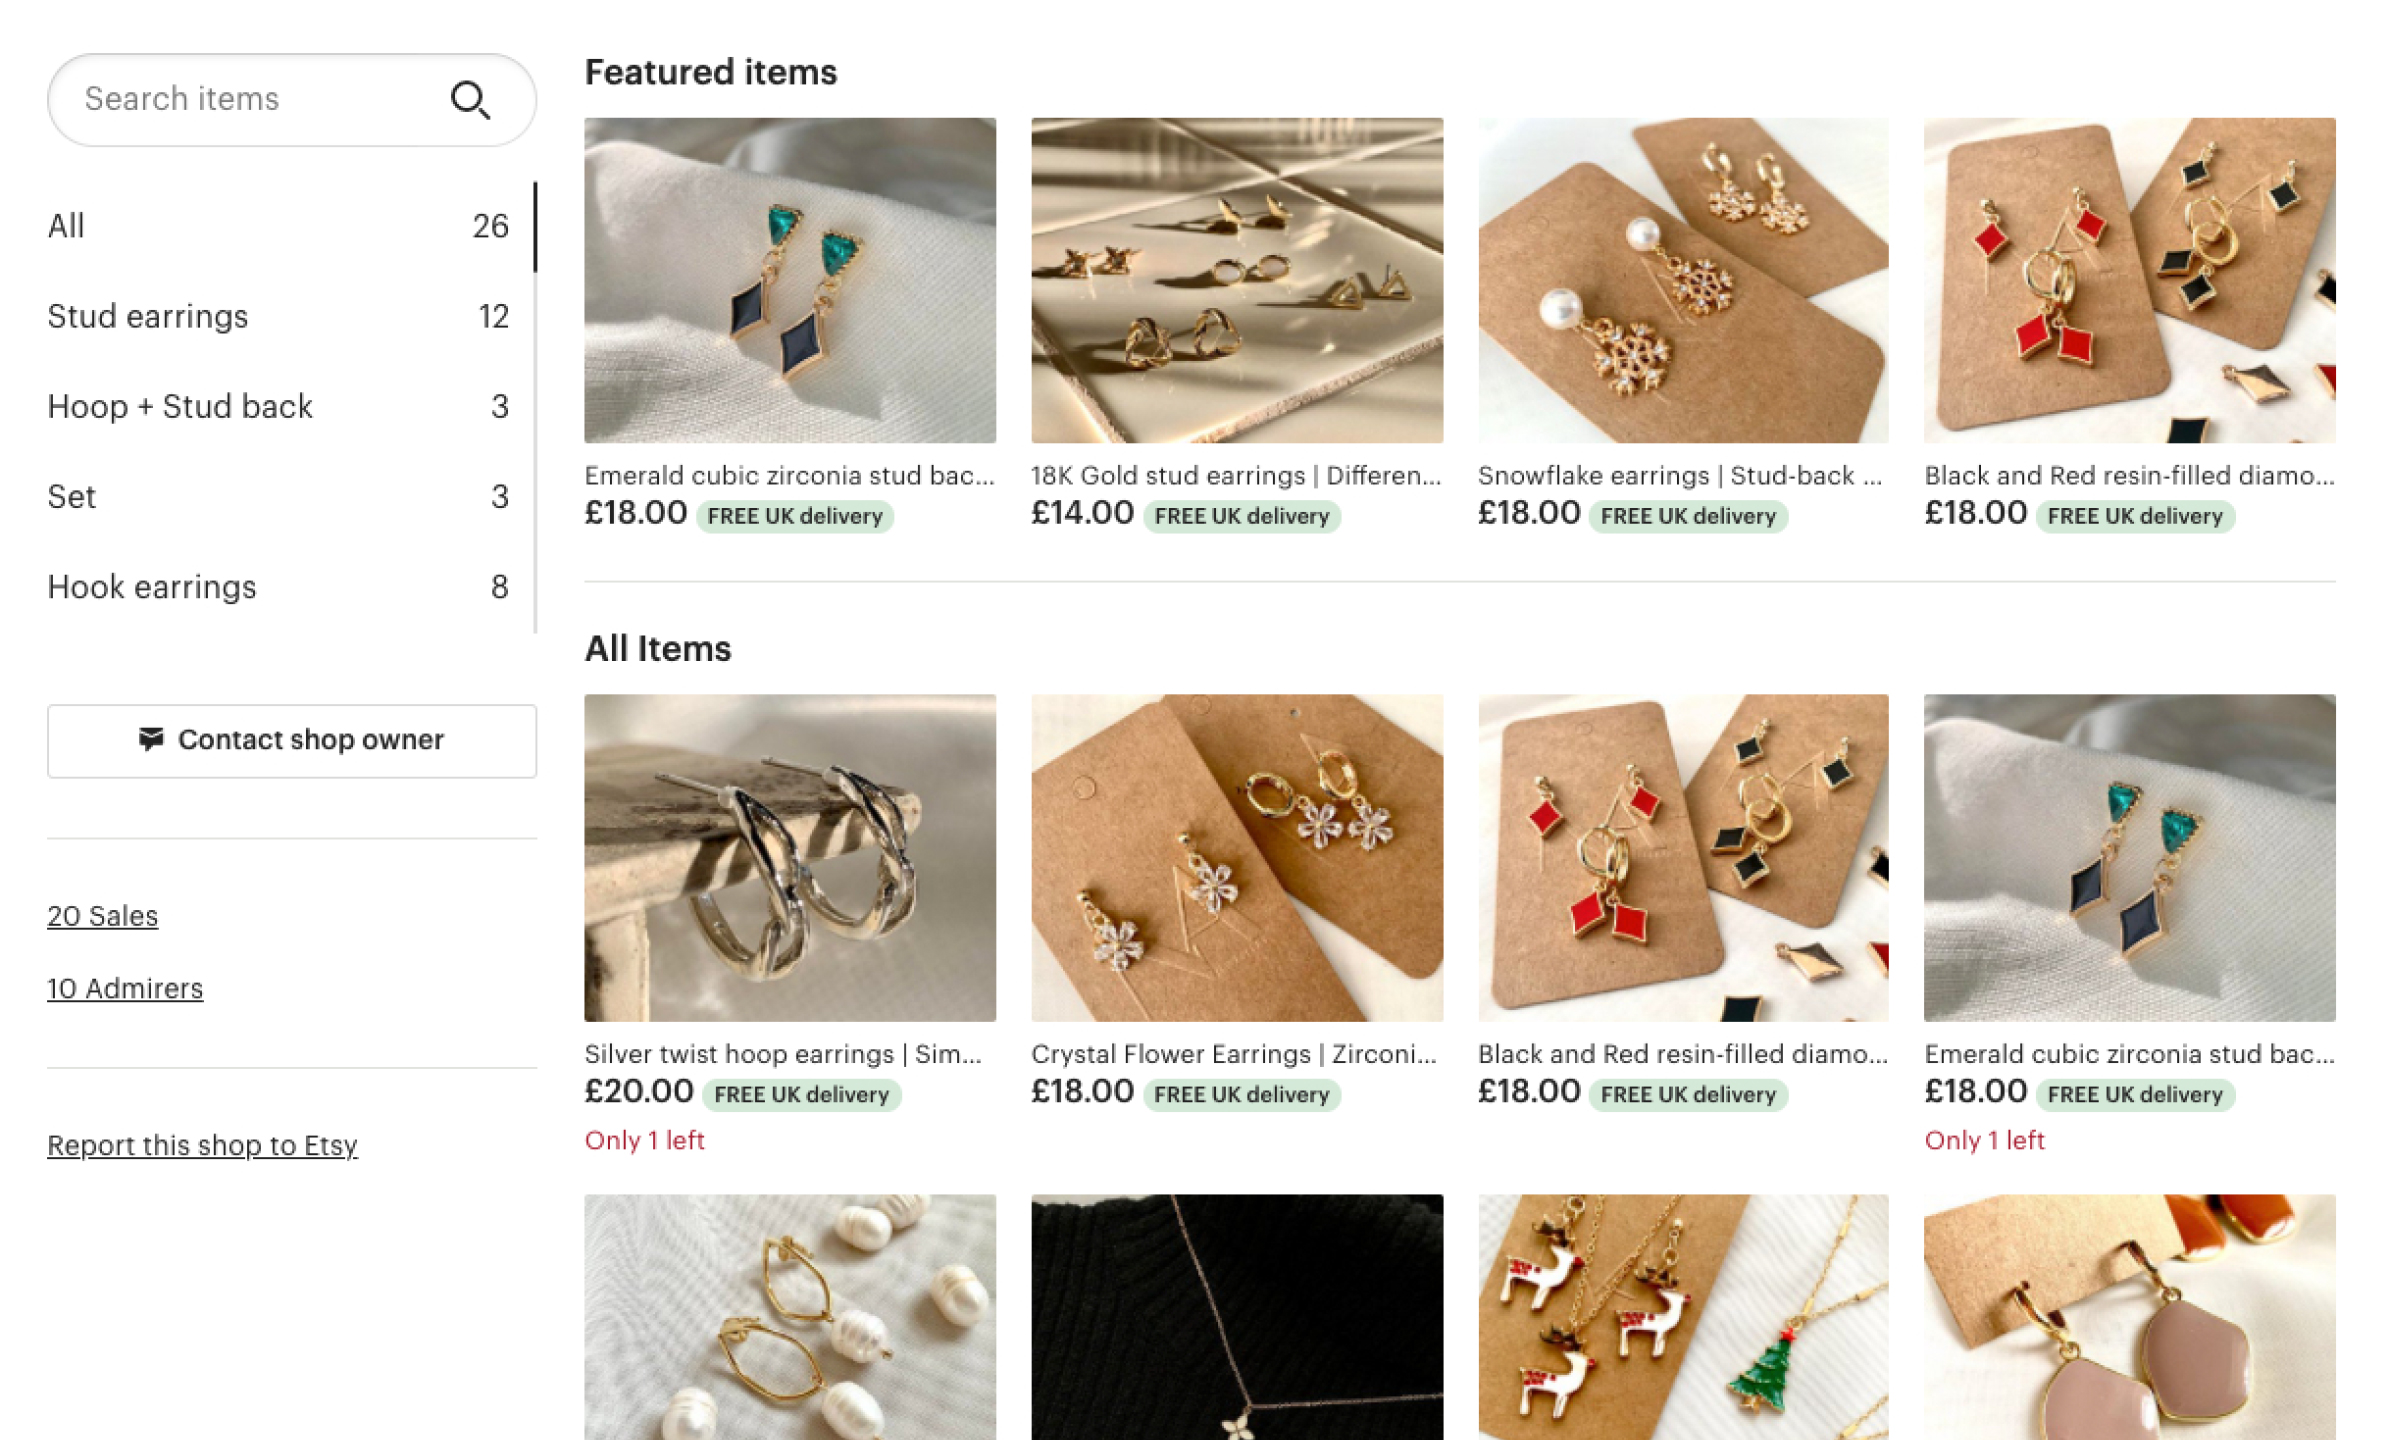 Search items
All 26
Stud earrings 12
Hoop + Stud back 3
Set 3
Hook earrings 8
Contact shop owner
20 Sales
10 Admirers
Report this shop to Etsy
Featured items
Emerald cubic zirconia stud bac...
£18.00 FREE UK delivery
18K Gold stud earrings | Differen...
£14.00 FREE UK delivery
Snowflake earrings | Stud-back ...
£18.00 FREE UK delivery
Black and Red resin-filled diamo...
£18.00 FREE UK delivery
All Items
Silver twist hoop earrings | Sim...
£20.00 FREE UK delivery
Only 1 left
Crystal Flower Earrings | Zirconi...
£18.00 FREE UK delivery
Black and Red resin-filled diamo...
£18.00 FREE UK delivery
Emerald cubic zirconia stud bac...
£18.00 FREE UK delivery
Only 1 left